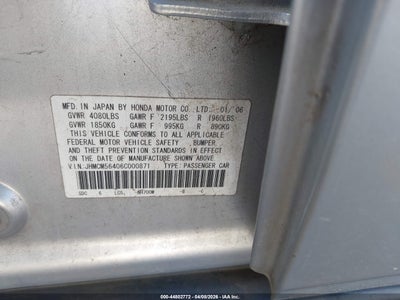 MFD. IN JAPAN BY HONDA MOTOR CO., LTD. 01/06
GVWR 4080LBS GAWR F 2195LBS R 1960LBS
GVWR 1850KG GAWR F 995KG R 890KG
THIS VEHICLE CONFORMS TO ALL APPLICABLE
FEDERAL MOTOR VEHICLE SAFETY, BUMPER,
AND THEFT PREVENTION STANDARDS IN EFFECT
ON THE DATE OF MANUFACTURE SHOWN ABOVE.
V.I.N: JHMCM56406C000871 TYPE: PASSENGER CAR
NH700M -B -C
000-44802772 | 04/09/2026 | IAA